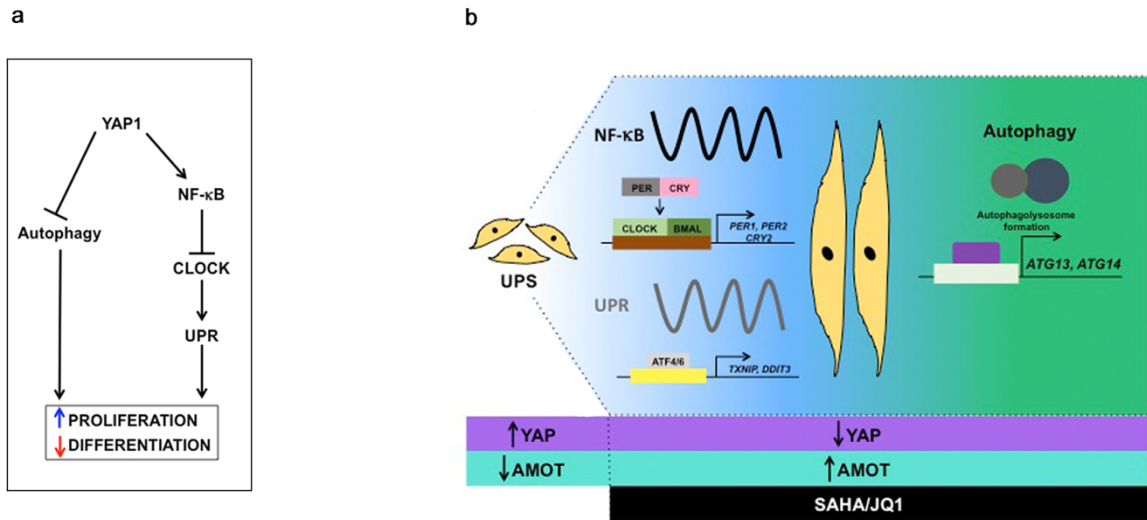 a
YAP1
NF-κB
Autophagy
CLOCK
UPR
↑ PROLIFERATION
↓ DIFFERENTIATION
b
UPS
NF-κB
PER CRY
CLOCK BMAL
PER1, PER2
CRY2
UPR
ATF4/6
TXNIP, DDIT3
Autophagy
Autophagolysosome
formation
ATG13, ATG14
↑YAP ↓YAP
↓AMOT ↑AMOT
SAHA/JQ1